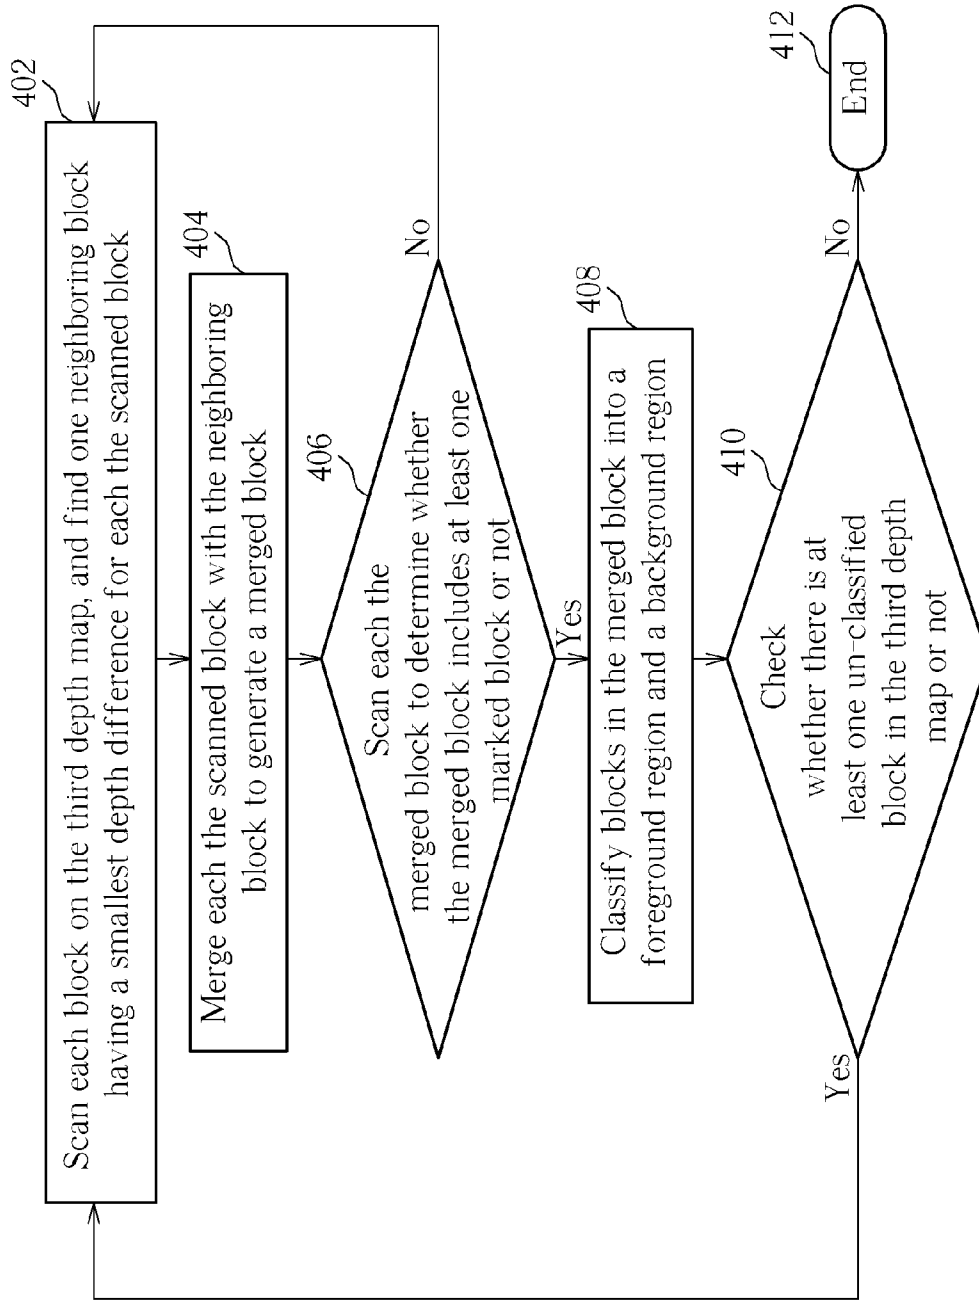 402
Scan each block on the third depth map, and find one neighboring block
having a smallest depth difference for each the scanned block
404
Merge each the scanned block with the neighboring
block to generate a merged block
406
Scan each the
merged block to determine whether
the merged block includes at least one
marked block or not
No
Yes
408
Classify blocks in the merged block into a
foreground region and a background region
410
Check
whether there is at
least one un-classified
block in the third depth
map or not
Yes
No
412
End